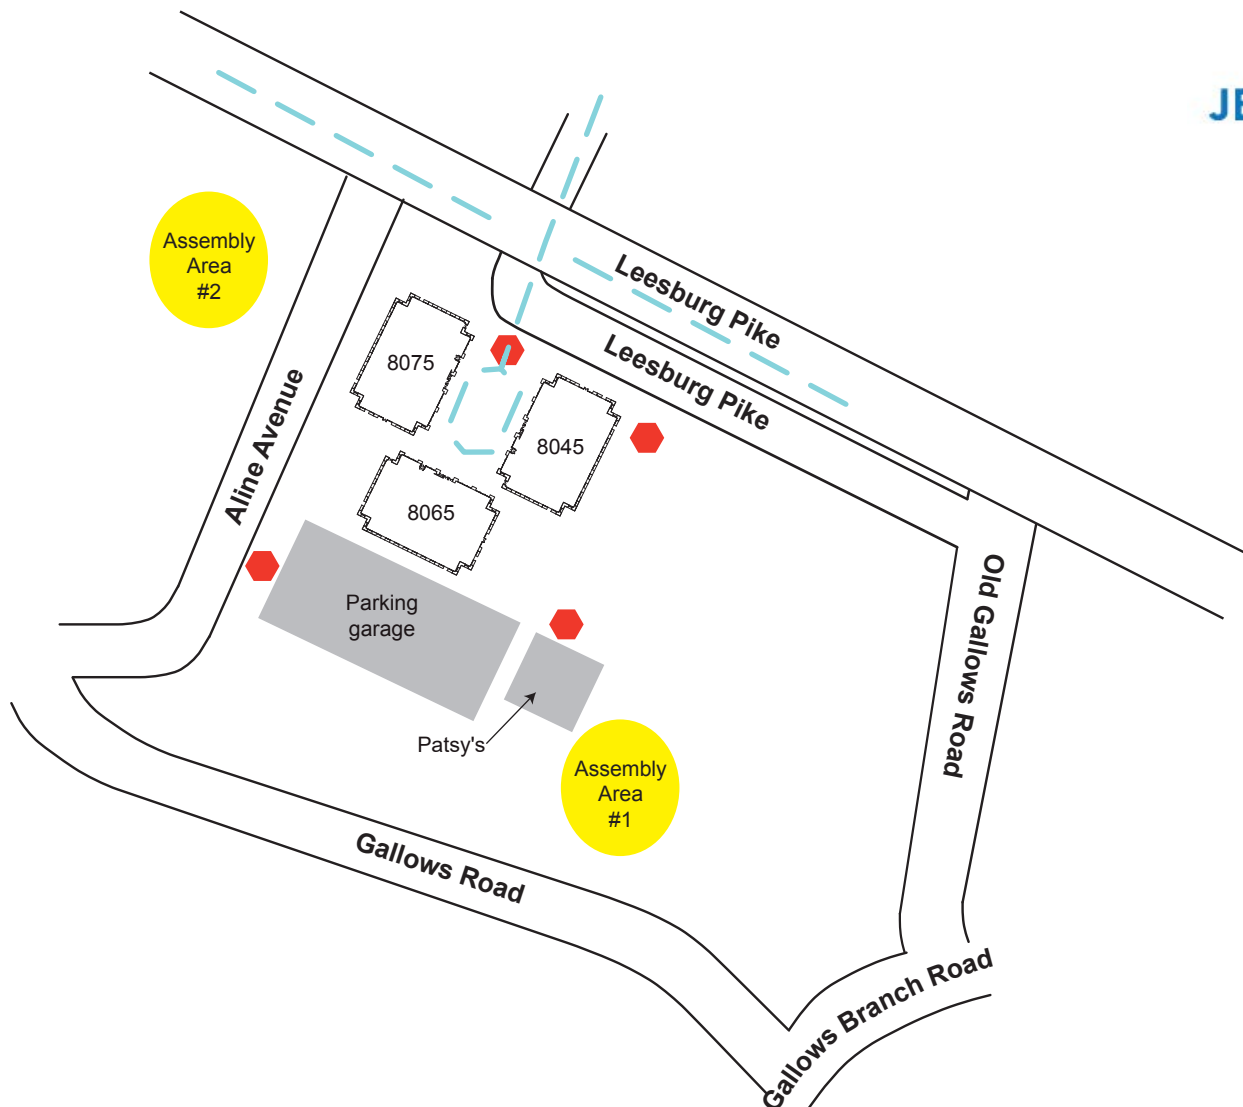 JB
Assembly
Area
#2
Leesburg Pike
Leesburg Pike
8075
8045
8065
Aline Avenue
Parking
garage
Old Gallows Road
Patsy's
Assembly
Area
#1
Gallows Road
Gallows Branch Road